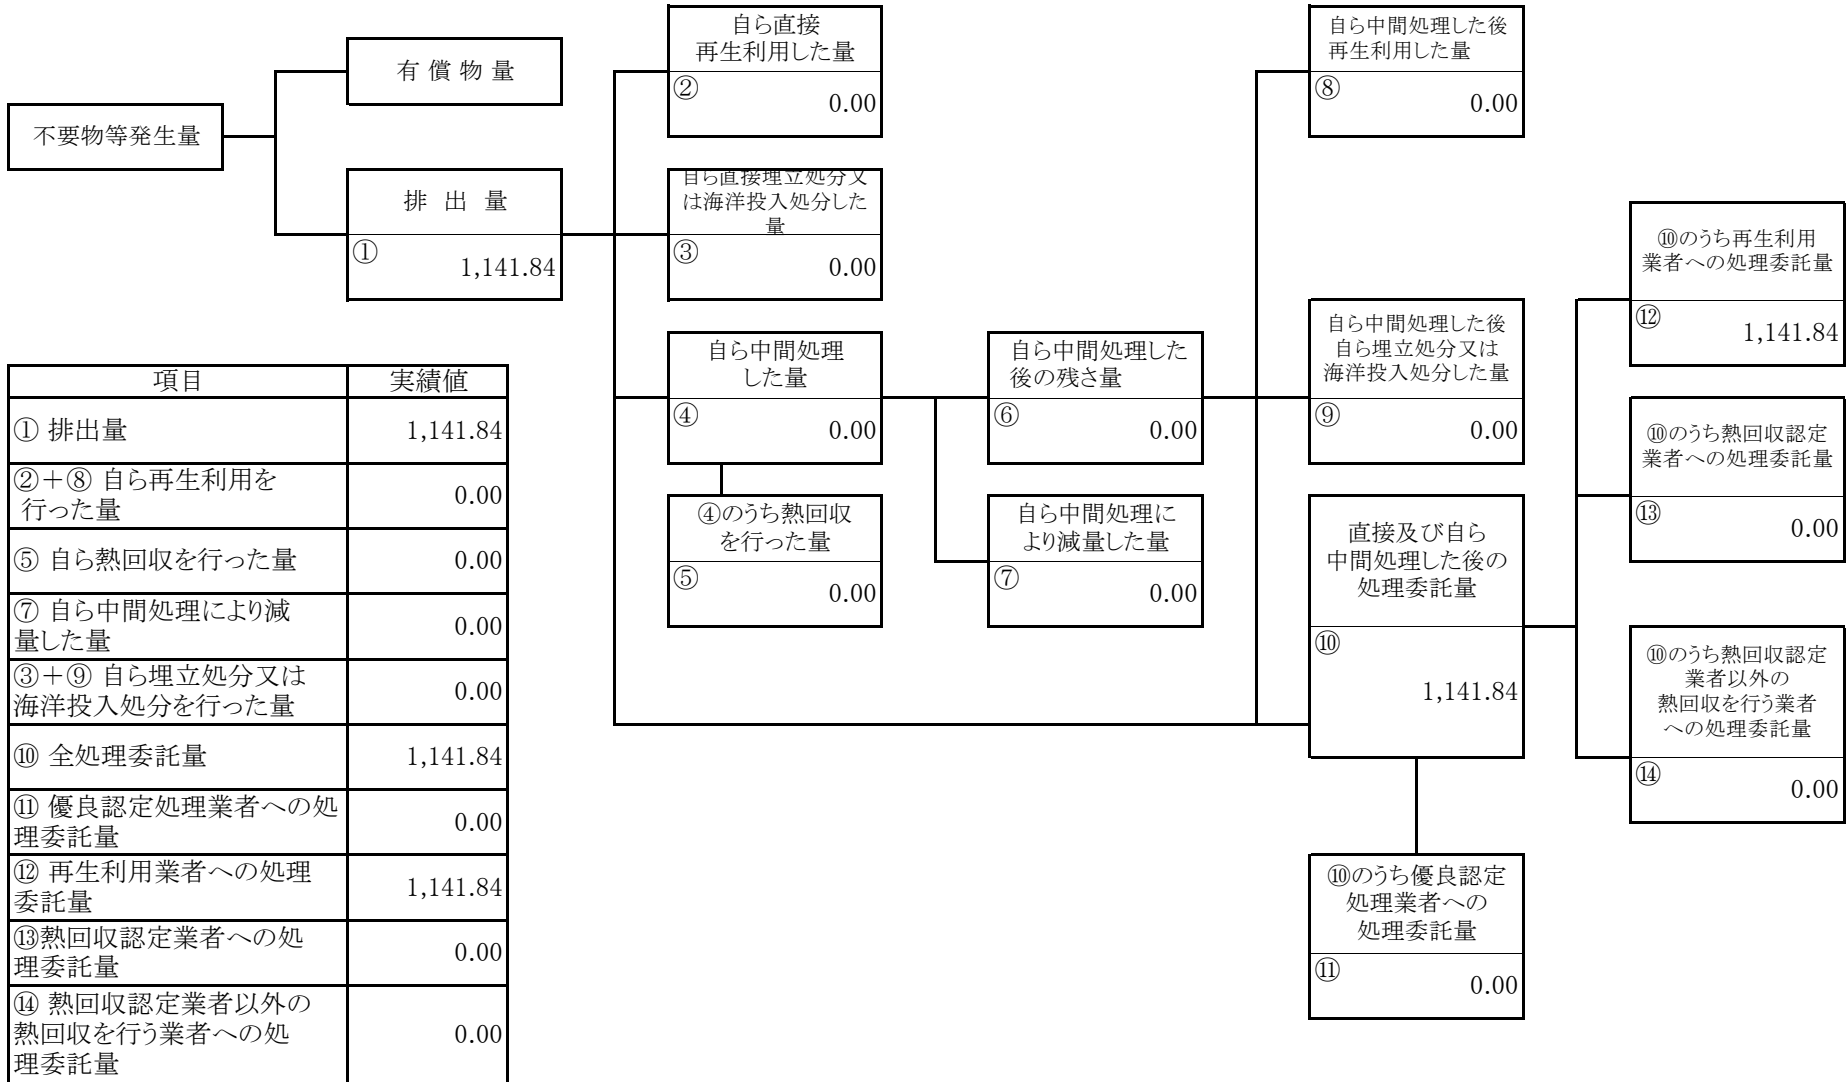 不要物等発生量
有償物量
排出量
①
1,141.84
自ら直接
再生利用した量
②
0.00
自ら直接埋立処分又
は海洋投入処分した
量
③
0.00
自ら中間処理
した量
④
0.00
④のうち熱回収
を行った量
⑤
0.00
自ら中間処理した
後の残さ量
⑥
0.00
自ら中間処理に
より減量した量
⑦
0.00
自ら中間処理した後
再生利用した量
⑧
0.00
自ら中間処理した後
自ら埋立処分又は
海洋投入処分した量
⑨
0.00
直接及び自ら
中間処理した後の
処理委託量
⑩
1,141.84
⑩のうち優良認定
処理業者への
処理委託量
⑪
0.00
⑩のうち再生利用
業者への処理委託量
⑫
1,141.84
⑩のうち熱回収認定
業者への処理委託量
⑬
0.00
⑩のうち熱回収認定
業者以外の
熱回収を行う業者
への処理委託量
⑭
0.00
項目 実績値
① 排出量 1,141.84
②+⑧ 自ら再生利用を
行った量 0.00
⑤ 自ら熱回収を行った量 0.00
⑦ 自ら中間処理により減
量した量 0.00
③+⑨ 自ら埋立処分又は
海洋投入処分を行った量 0.00
⑩ 全処理委託量 1,141.84
⑪ 優良認定処理業者への処
理委託量 0.00
⑫ 再生利用業者への処理
委託量 1,141.84
⑬熱回収認定業者への処
理委託量 0.00
⑭ 熱回収認定業者以外の
熱回収を行う業者への処
理委託量 0.00